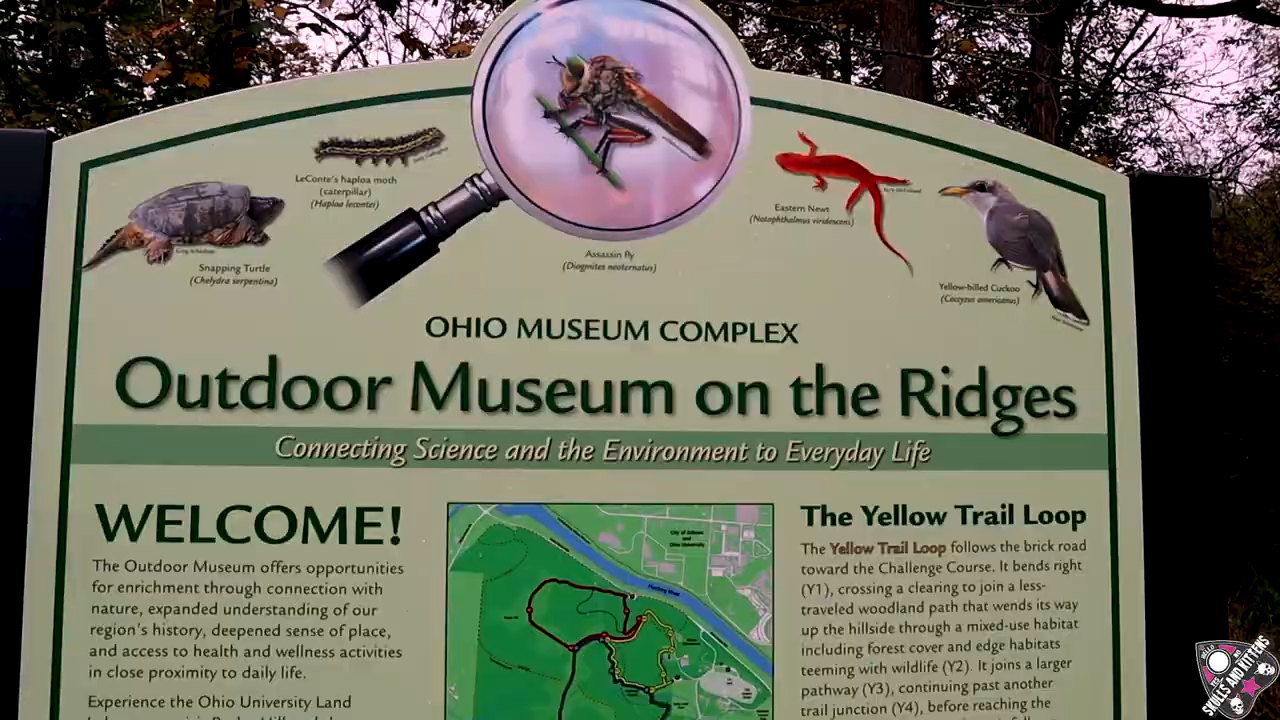 LeConte's haploa moth
(caterpillar)
(Haploa lecontei)
Snapping Turtle
(Chelydra serpentina)
Assassin fly
(Diogmites neoternatus)
Eastern Newt
(Notophthalmus viridescens)
Yellow-billed Cuckoo
(Coccyzus americanus)
OHIO MUSEUM COMPLEX
Outdoor Museum on the Ridges
Connecting Science and the Environment to Everyday Life
WELCOME!
The Outdoor Museum offers opportunities
for enrichment through connection with
nature, expanded understanding of our
region's history, deepened sense of place,
and access to health and wellness activities
in close proximity to daily life.
Experience the Ohio University Land
City of Athens
and
Ohio University
The Yellow Trail Loop
The Yellow Trail Loop follows the brick road
toward the Challenge Course. It bends right
(Y1), crossing a clearing to join a less-
traveled woodland path that wends its way
up the hillside through a mixed-use habitat
including forest cover and edge habitats
teeming with wildlife (Y2). It joins a larger
pathway (Y3), continuing past another
trail junction (Y4), before reaching the
SKULLS AND KITTENS